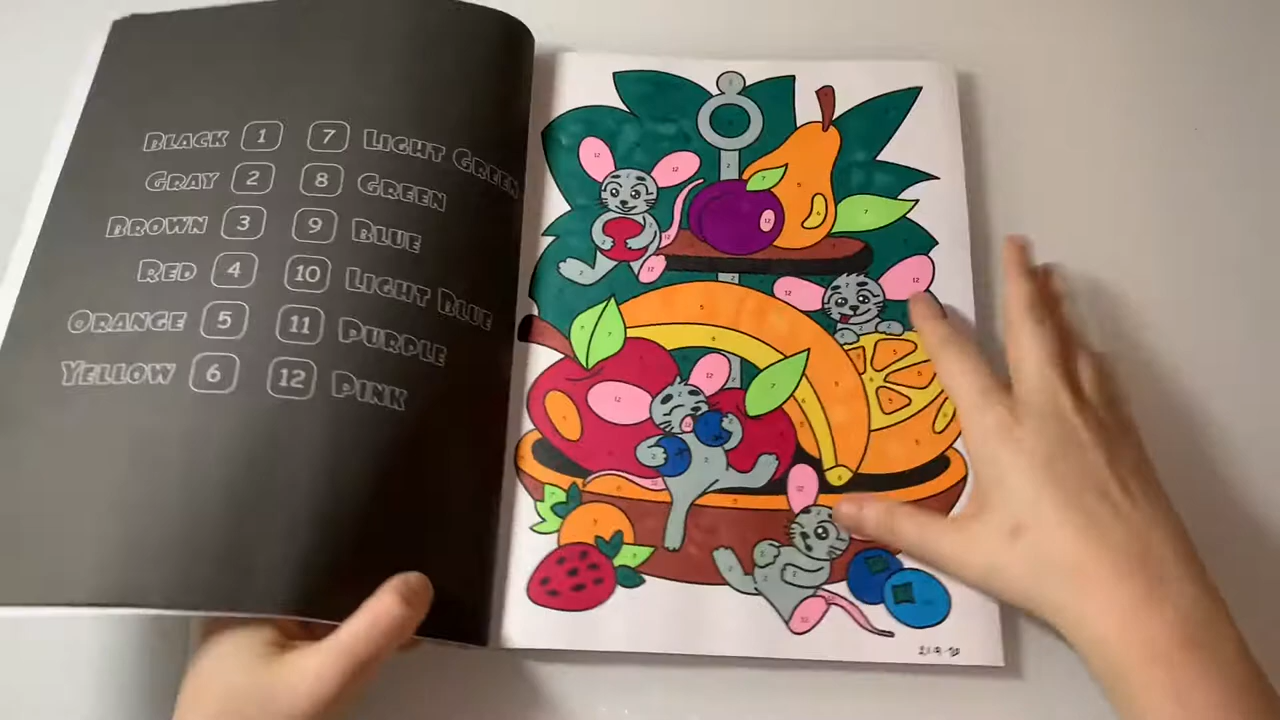 BLACK 1 7 LIGHT GREEN
GRAY 2 8 GREEN
BROWN 3 9 BLUE
RED 4 10 LIGHT BLUE
ORANGE 5 11 PURPLE
YELLOW 6 12 PINK